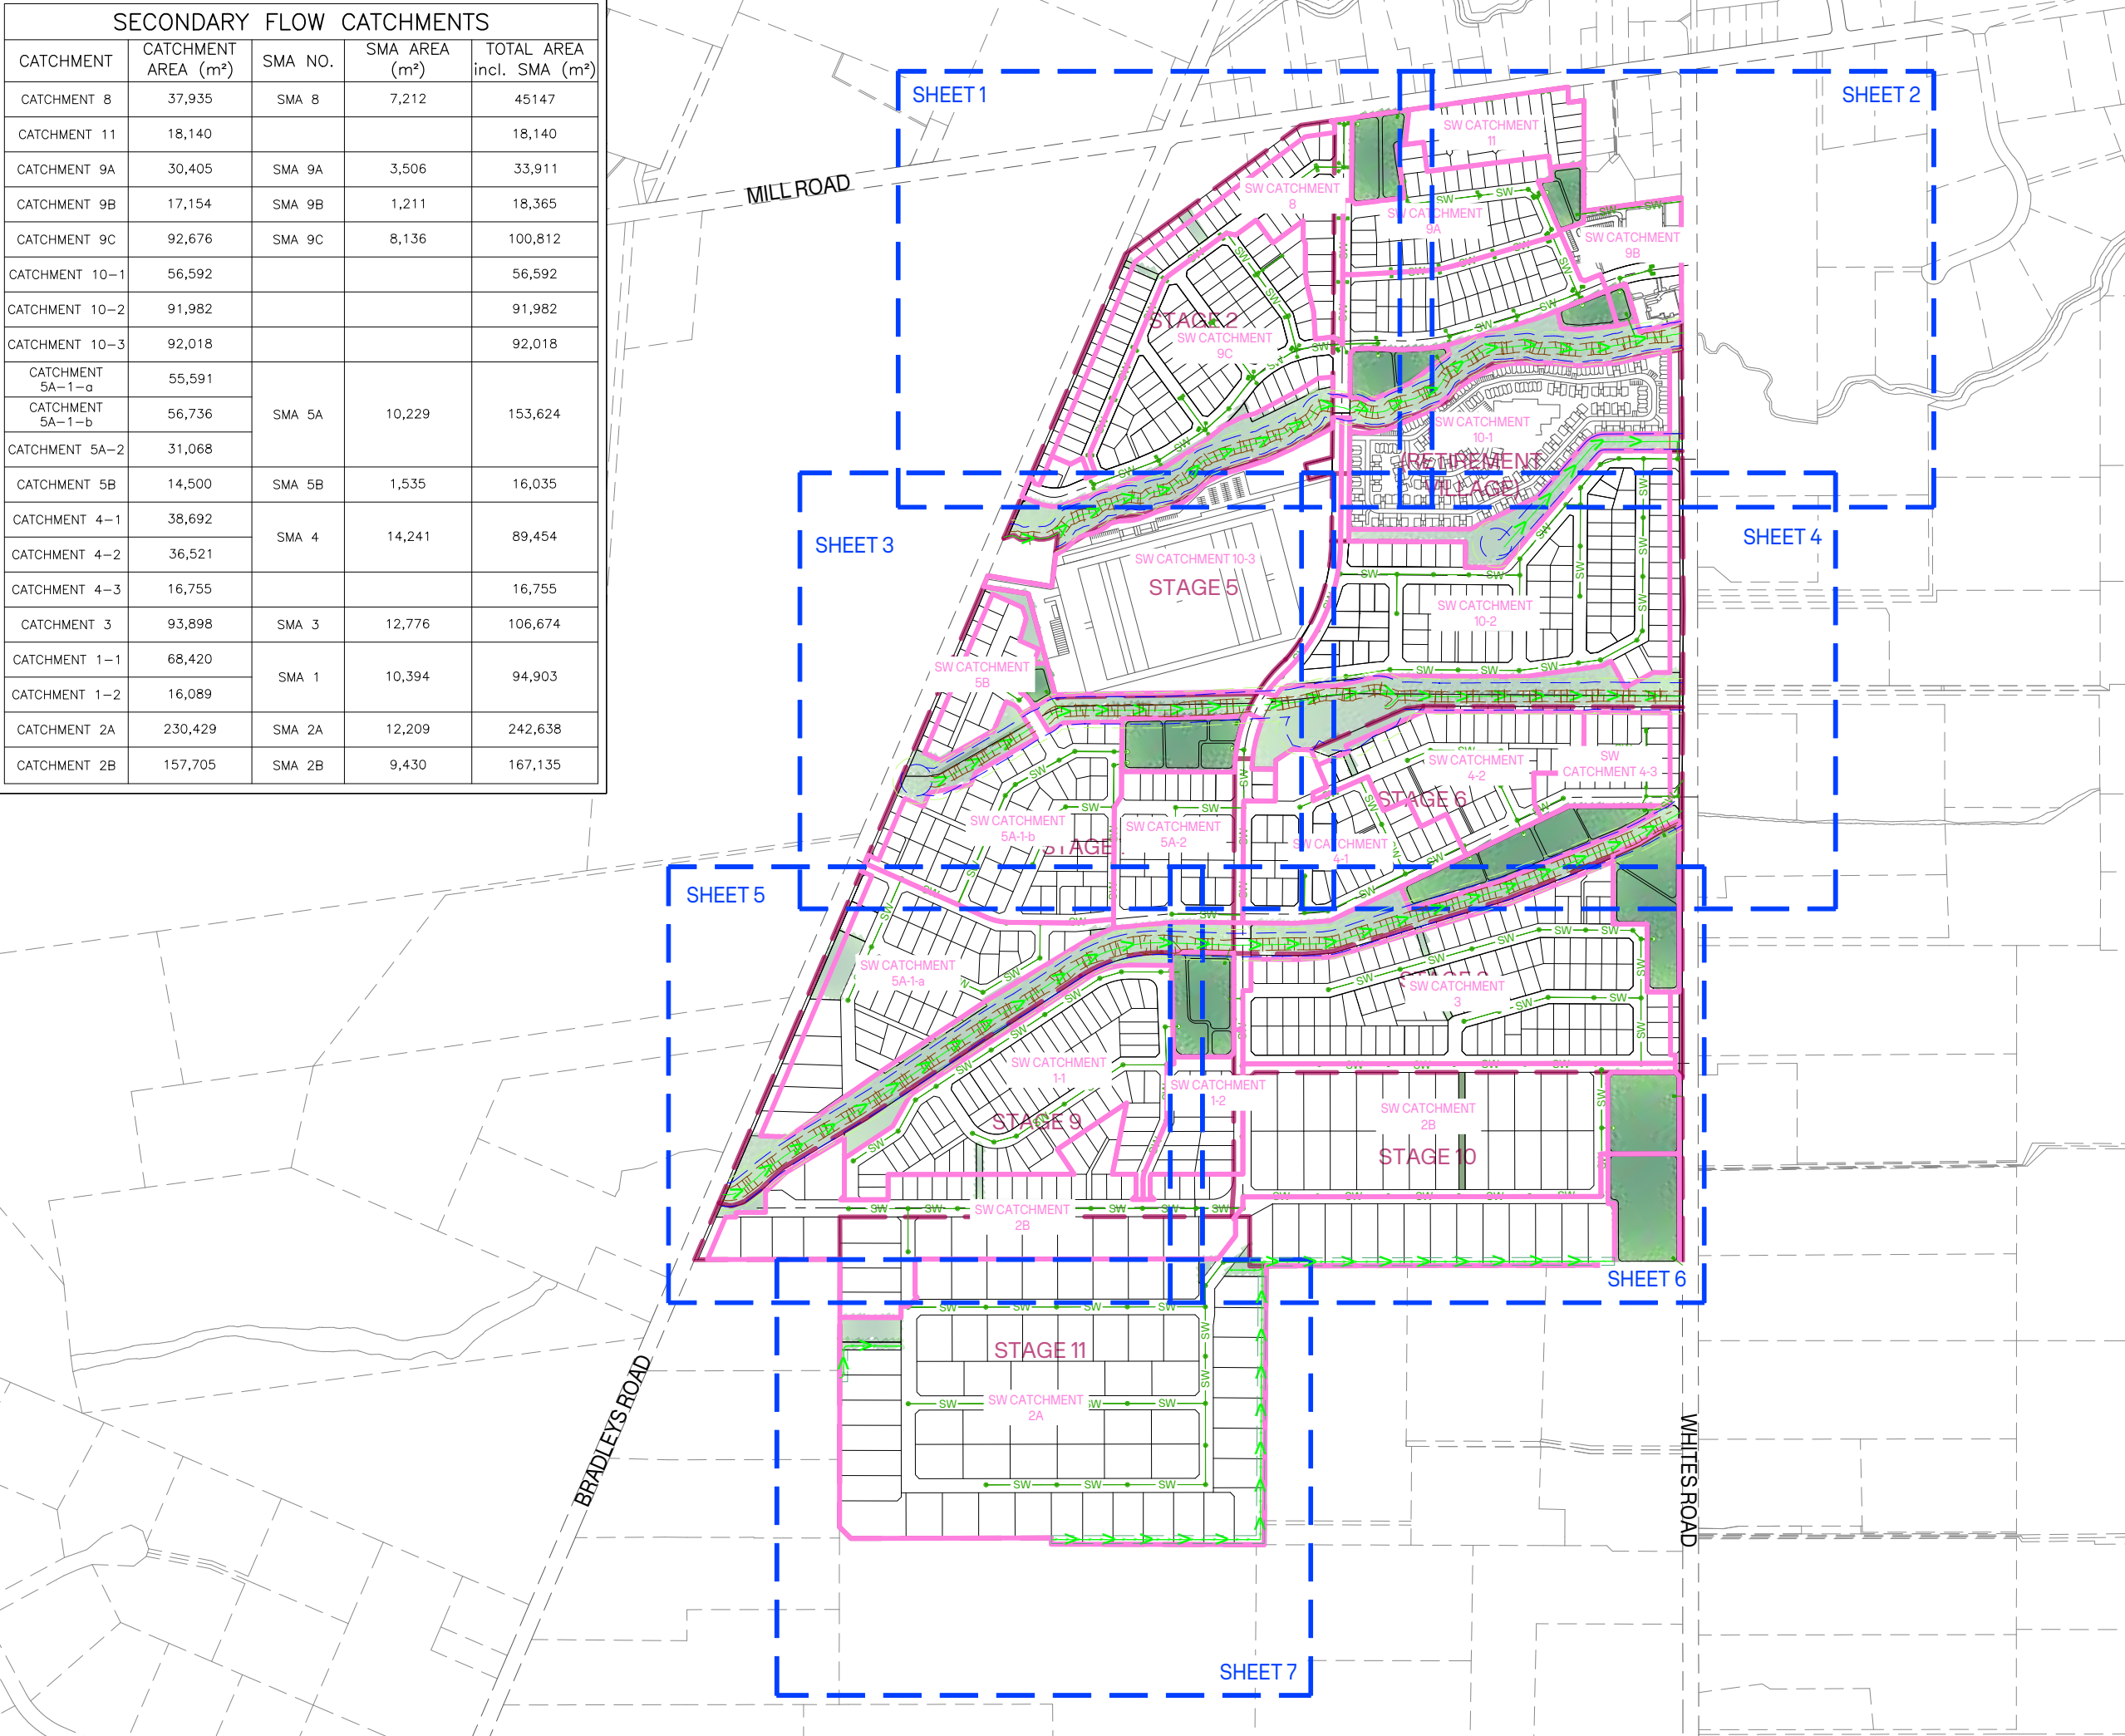 SECONDARY FLOW CATCHMENTS
CATCHMENT CATCHMENT AREA (m²) SMA NO. SMA AREA (m²) TOTAL AREA incl. SMA (m²)
CATCHMENT 8 37,935 SMA 8 7,212 45147
CATCHMENT 11 18,140 18,140
CATCHMENT 9A 30,405 SMA 9A 3,506 33,911
CATCHMENT 9B 17,154 SMA 9B 1,211 18,365
CATCHMENT 9C 92,676 SMA 9C 8,136 100,812
CATCHMENT 10-1 56,592 56,592
CATCHMENT 10-2 91,982 91,982
CATCHMENT 10-3 92,018 92,018
CATCHMENT 5A-1-a 55,591
CATCHMENT 5A-1-b 56,736 SMA 5A 10,229 153,624
CATCHMENT 5A-2 31,068
CATCHMENT 5B 14,500 SMA 5B 1,535 16,035
CATCHMENT 4-1 38,692
SMA 4 14,241 89,454
CATCHMENT 4-2 36,521
CATCHMENT 4-3 16,755 16,755
CATCHMENT 3 93,898 SMA 3 12,776 106,674
CATCHMENT 1-1 68,420
SMA 1 10,394 94,903
CATCHMENT 1-2 16,089
CATCHMENT 2A 230,429 SMA 2A 12,209 242,638
CATCHMENT 2B 157,705 SMA 2B 9,430 167,135
SHEET 1
SHEET 2
MILL ROAD
SW CATCHMENT
11
SW CATCHMENT
8
SW CATCHMENT
9A
SW CATCHMENT
9B
STAGE 2
SW CATCHMENT
9C
SW CATCHMENT
10-1
(RETIREMENT
VILLAGE)
SHEET 3
SHEET 4
SW CATCHMENT 10-3
STAGE 5
SW CATCHMENT
10-2
SW CATCHMENT
5B
SW CATCHMENT
4-2
SW
CATCHMENT 4-3
STAGE 6
SW CATCHMENT
5A-1-b
SW CATCHMENT
5A-2
STAGE
SW CATCHMENT
4-1
SHEET 5
SW CATCHMENT
5A-1-a
SW CATCHMENT
3
SW CATCHMENT
1-1
SW CATCHMENT
1-2
STAGE 9
SW CATCHMENT
2B
STAGE 10
SW CATCHMENT
2B
SHEET 6
STAGE 11
SW CATCHMENT
2A
BRADLEYS ROAD
WHITES ROAD
SHEET 7